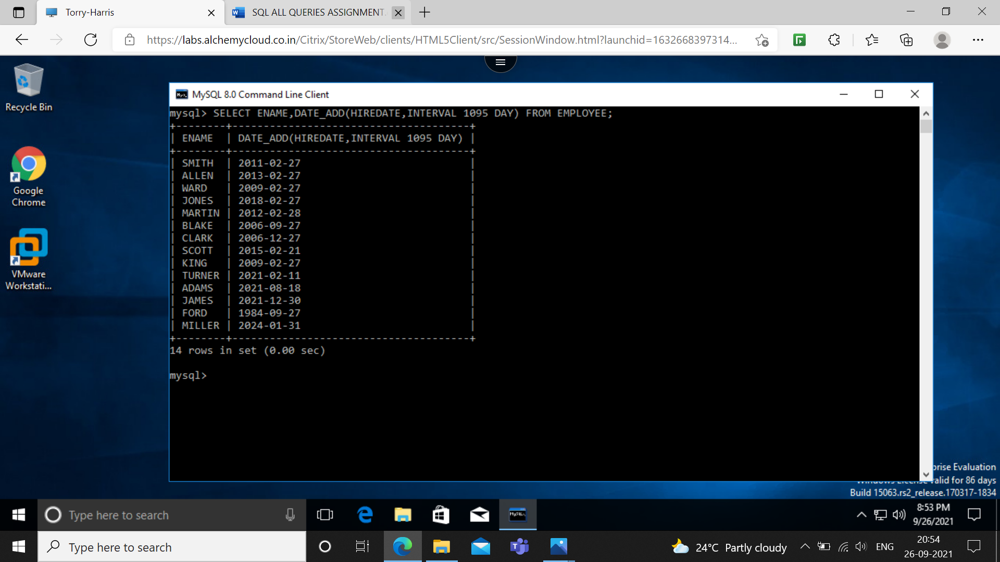 Torry-Harris
SQL ALL QUERIES ASSIGNMENT
https://labs.alchemycloud.co.in/Citrix/StoreWeb/clients/HTML5Client/src/SessionWindow.html?launchid=1632668397314...
Recycle Bin
Google
Chrome
VMware
Workstati...
MySQL 8.0 Command Line Client
mysql> SELECT ENAME,DATE_ADD(HIREDATE,INTERVAL 1095 DAY) FROM EMPLOYEE;
+--------+--------------------------------------+
| ENAME  | DATE_ADD(HIREDATE,INTERVAL 1095 DAY) |
+--------+--------------------------------------+
| SMITH  | 2011-02-27                           |
| ALLEN  | 2013-02-27                           |
| WARD   | 2009-02-27                           |
| JONES  | 2018-02-27                           |
| MARTIN | 2012-02-28                           |
| BLAKE  | 2006-09-27                           |
| CLARK  | 2006-12-27                           |
| SCOTT  | 2015-02-21                           |
| KING   | 2009-02-27                           |
| TURNER | 2021-02-11                           |
| ADAMS  | 2021-08-18                           |
| JAMES  | 2021-12-30                           |
| FORD   | 1984-09-27                           |
| MILLER | 2024-01-31                           |
+--------+--------------------------------------+
14 rows in set (0.00 sec)
mysql>
prise Evaluation
Windows License valid for 86 days
Build 15063.rs2_release.170317-1834
Type here to search
8:53 PM
9/26/2021
Type here to search
24°C Partly cloudy
ENG
20:54
26-09-2021